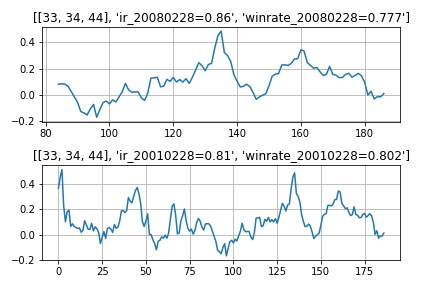 [[33, 34, 44], 'ir_20080228=0.86', 'winrate_20080228=0.777']
0.4
0.2
0.0
−0.2
80 100 120 140 160 180
[[33, 34, 44], 'ir_20010228=0.81', 'winrate_20010228=0.802']
0.4
0.2
0.0
−0.2
0 25 50 75 100 125 150 175